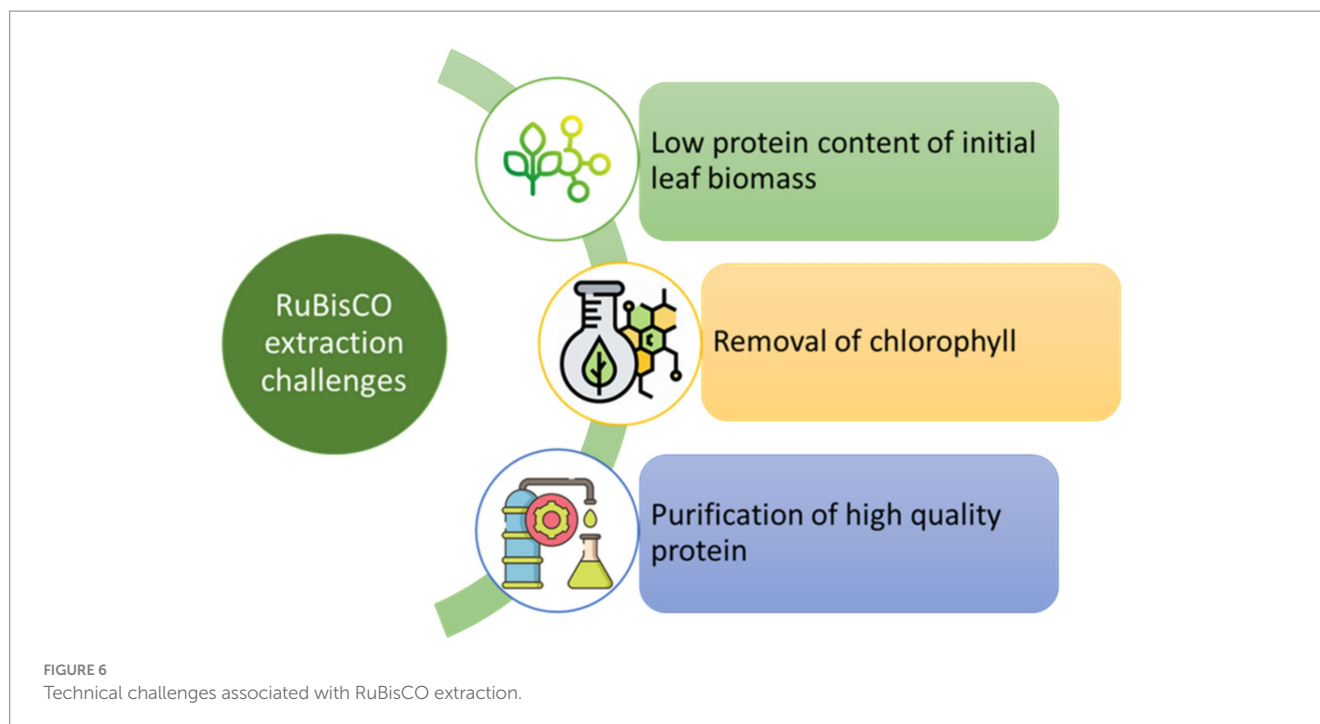 RuBisCO
extraction
challenges
Low protein content of initial
leaf biomass
Removal of chlorophyll
Purification of high quality
protein
FIGURE 6
Technical challenges associated with RuBisCO extraction.